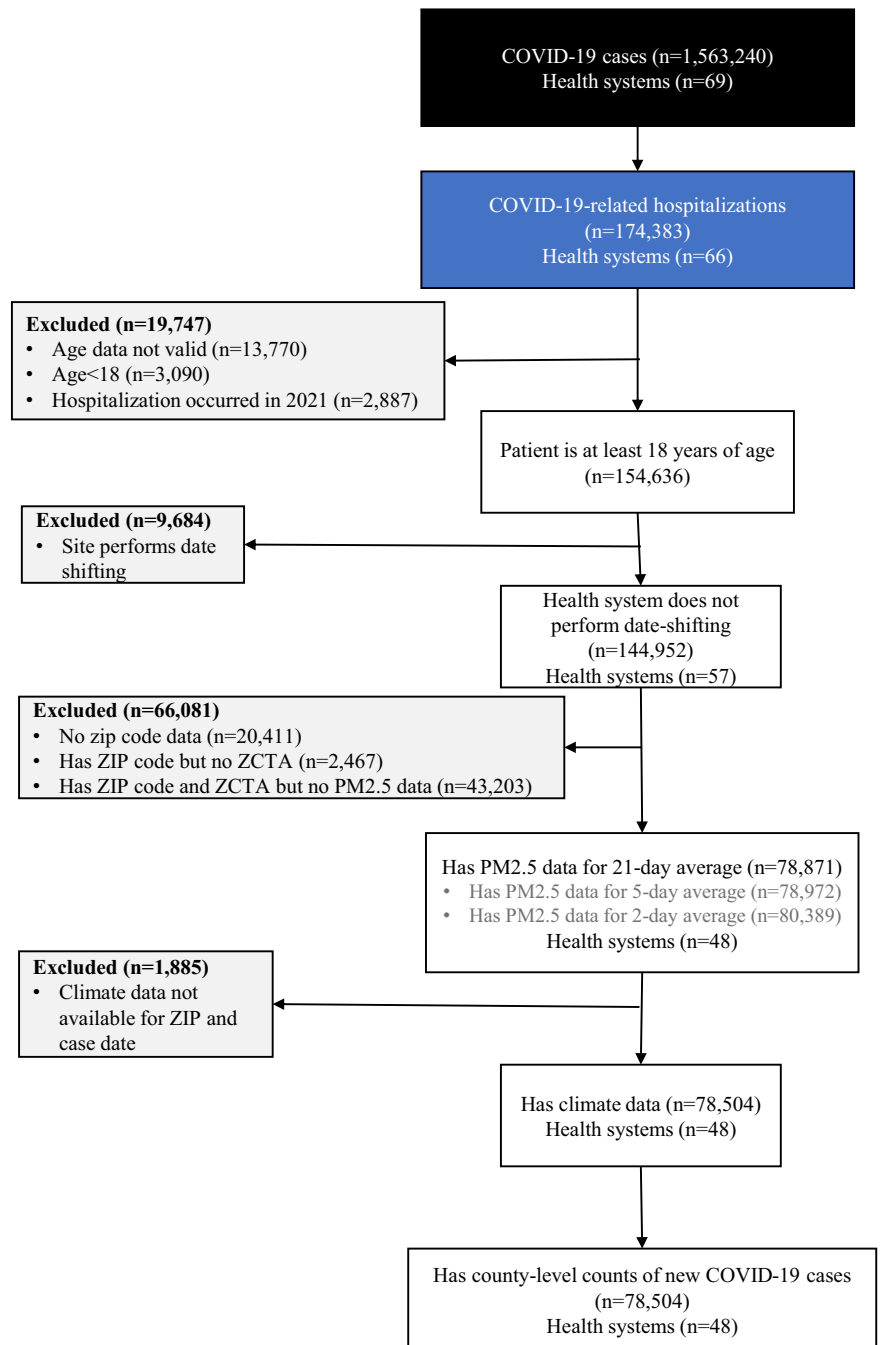 COVID-19 cases (n=1,563,240)
Health systems (n=69)
COVID-19-related hospitalizations
(n=174,383)
Health systems (n=66)
Excluded (n=19,747)
• Age data not valid (n=13,770)
• Age<18 (n=3,090)
• Hospitalization occurred in 2021 (n=2,887)
Patient is at least 18 years of age
(n=154,636)
Excluded (n=9,684)
• Site performs date
shifting
Health system does not
perform date-shifting
(n=144,952)
Health systems (n=57)
Excluded (n=66,081)
• No zip code data (n=20,411)
• Has ZIP code but no ZCTA (n=2,467)
• Has ZIP code and ZCTA but no PM2.5 data (n=43,203)
Has PM2.5 data for 21-day average (n=78,871)
• Has PM2.5 data for 5-day average (n=78,972)
• Has PM2.5 data for 2-day average (n=80,389)
Health systems (n=48)
Excluded (n=1,885)
• Climate data not
available for ZIP and
case date
Has climate data (n=78,504)
Health systems (n=48)
Has county-level counts of new COVID-19 cases
(n=78,504)
Health systems (n=48)